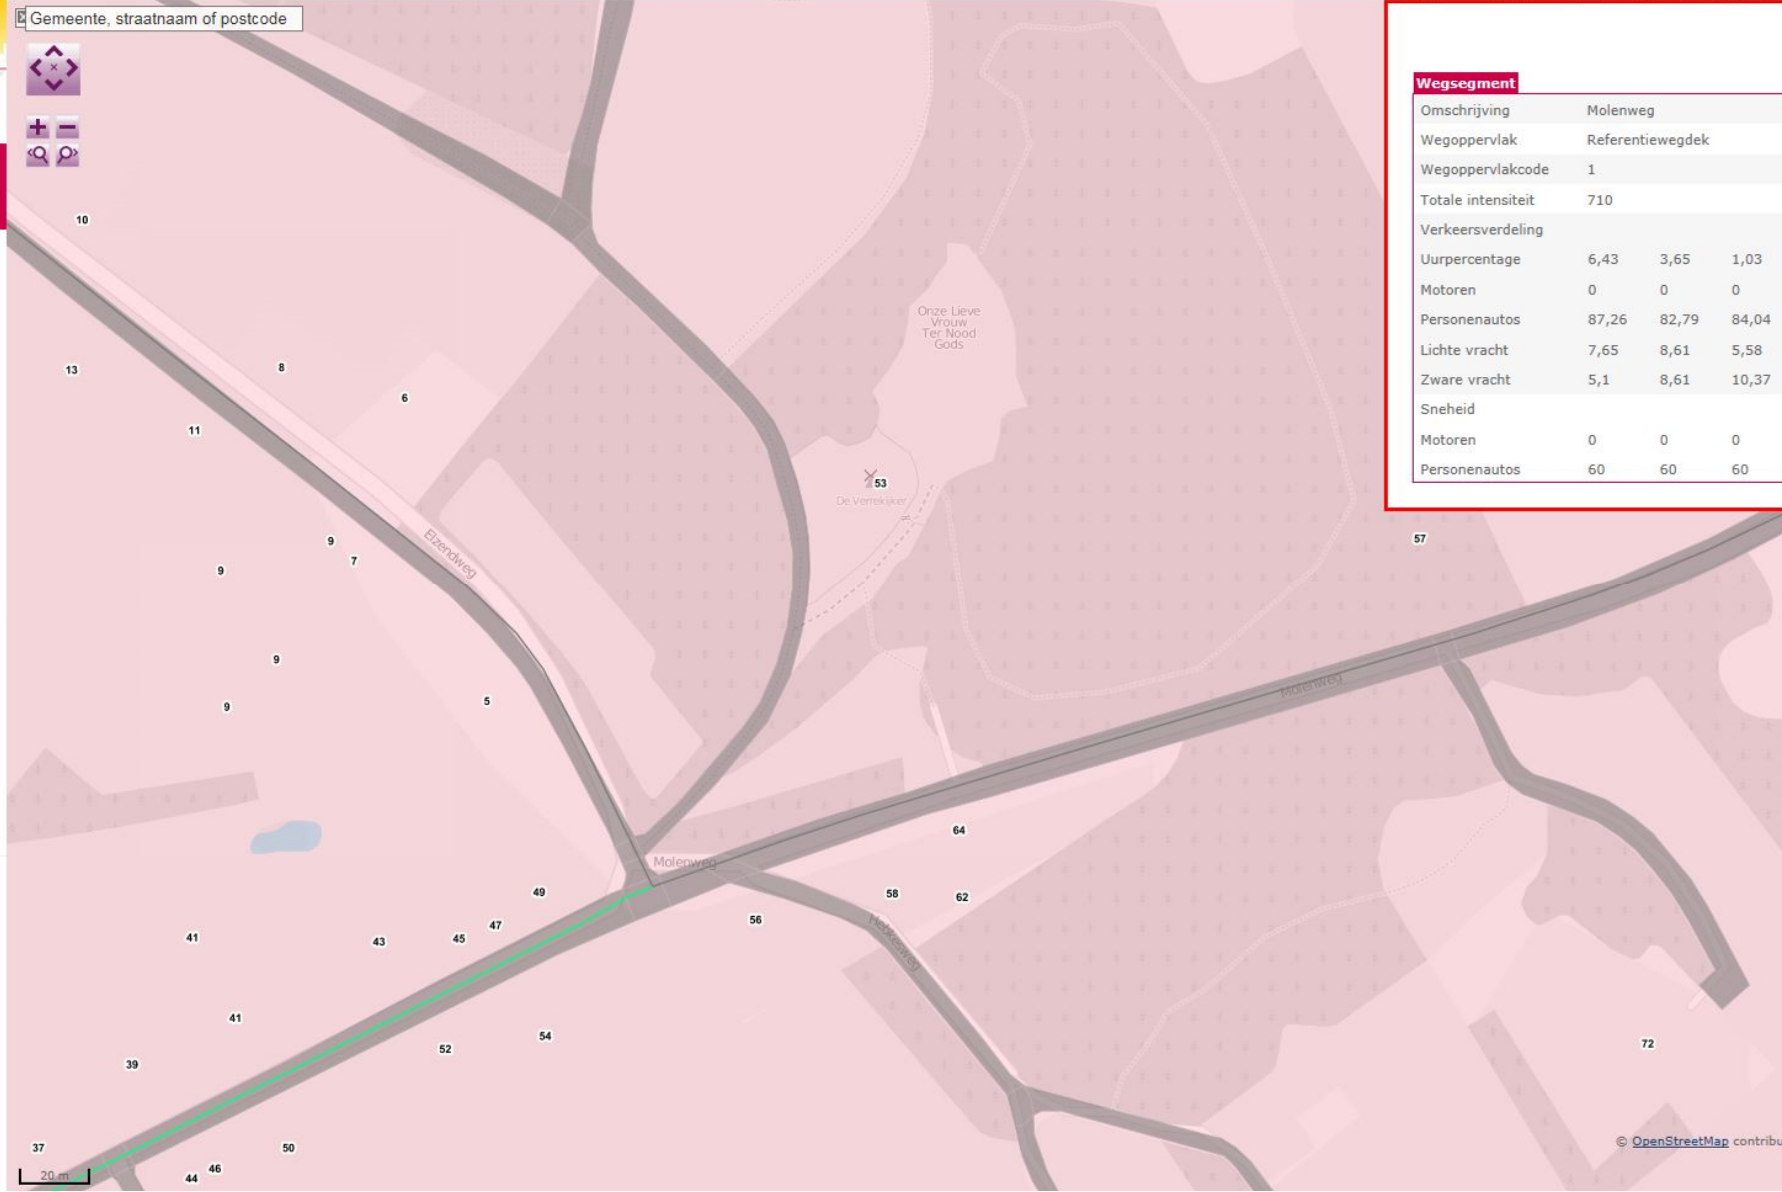 Gemeente, straatnaam of postcode
Wegsegment
Omschrijving Molenweg
Wegoppervlak Referentiewegdek
Wegoppervlakcode 1
Totale intensiteit 710
Verkeersverdeling
Uurpercentage 6,43 3,65 1,03
Motoren 0 0 0
Personenautos 87,26 82,79 84,04
Lichte vracht 7,65 8,61 5,58
Zware vracht 5,1 8,61 10,37
Sneheid
Motoren 0 0 0
Personenautos 60 60 60
10
Onze Lieve
Vrouw
Ter Nood
Gods
13
8
6
11
53
De Verrekijker
57
Elzendweg
9
7
9
9
9
5
Molenweg
64
Molenweg
49
58
62
47
56
41
43
45
Heikesweg
41
54
52
72
39
37
50
© OpenStreetMap contribu
46
44
20 m